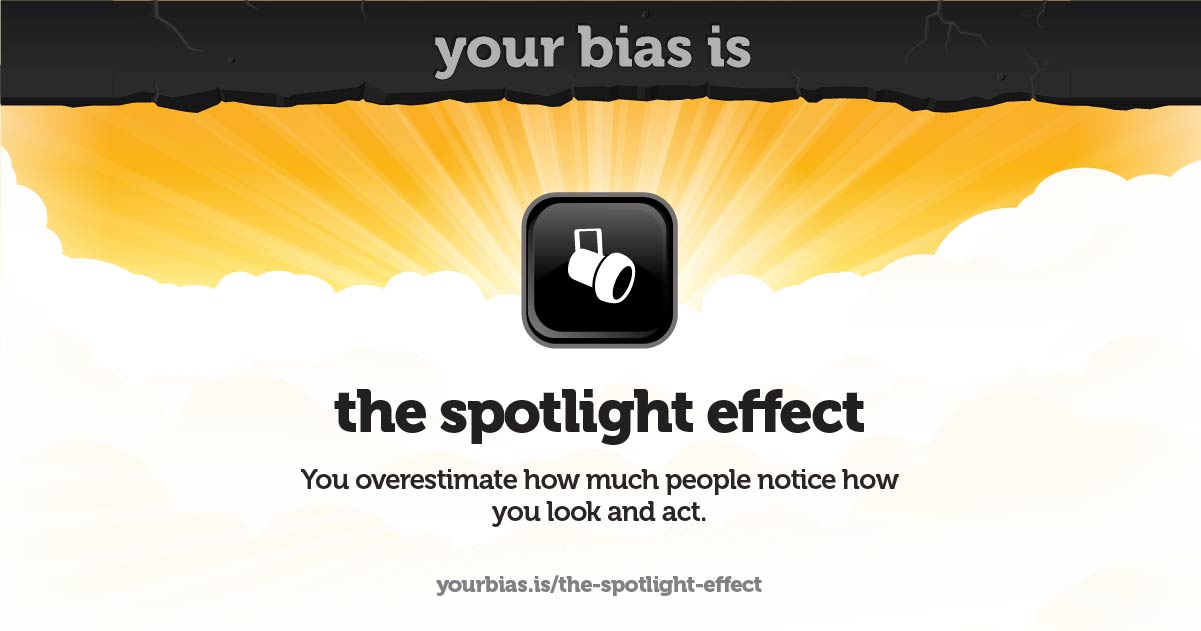 your bias is
the spotlight effect
You overestimate how much people notice how
you look and act.
yourbias.is/the-spotlight-effect